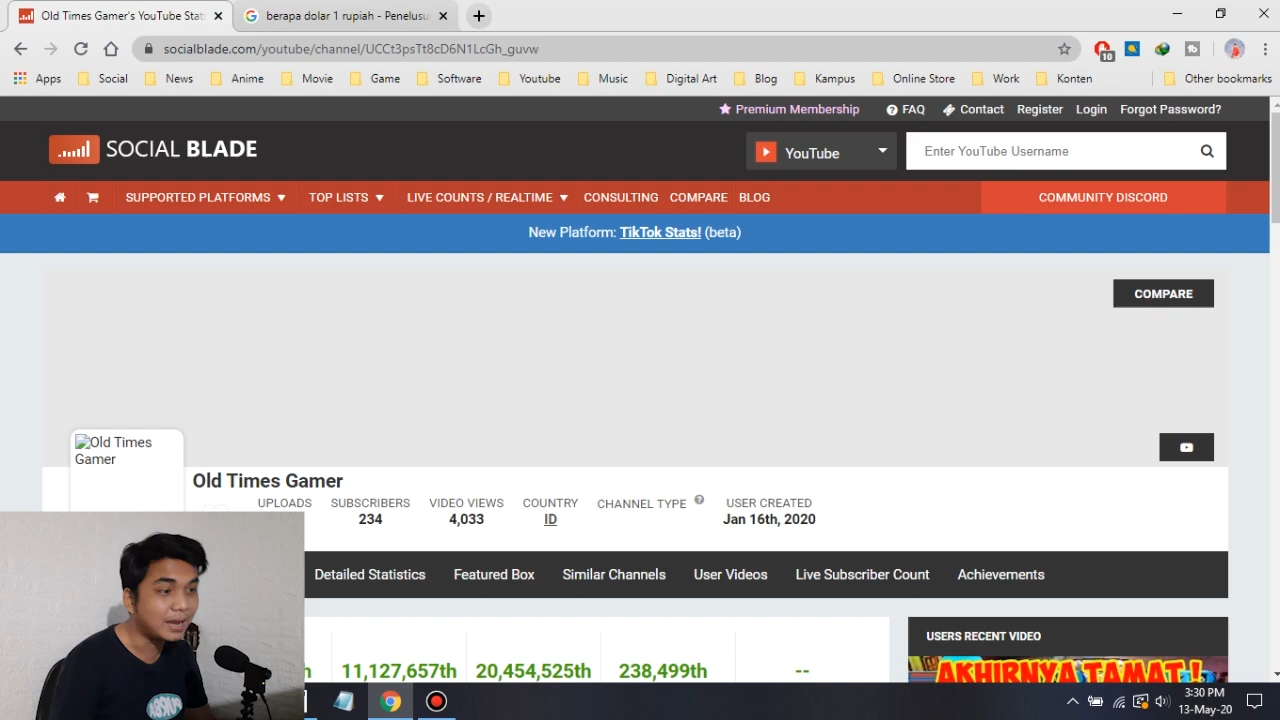 Old Times Gamer's YouTube Stats
berapa dolar 1 rupiah - Penelusu
socialblade.com/youtube/channel/UCCt3psTt8cD6N1LcGh_guvw
10
Apps Social News Anime Movie Game Software Youtube Music Digital Art Blog Kampus Online Store Work Konten Other bookmarks
Premium Membership FAQ Contact Register Login Forgot Password?
SOCIAL BLADE
YouTube
Enter YouTube Username
SUPPORTED PLATFORMS TOP LISTS LIVE COUNTS / REALTIME CONSULTING COMPARE BLOG COMMUNITY DISCORD
New Platform: TikTok Stats! (beta)
COMPARE
Old Times
Gamer
Old Times Gamer
UPLOADS SUBSCRIBERS VIDEO VIEWS COUNTRY CHANNEL TYPE USER CREATED
234 4,033 ID Jan 16th, 2020
Detailed Statistics Featured Box Similar Channels User Videos Live Subscriber Count Achievements
USERS RECENT VIDEO
11,127,657th 20,454,525th 238,499th --
AKHIRNYA TAMAT!
3:30 PM
13-May-20